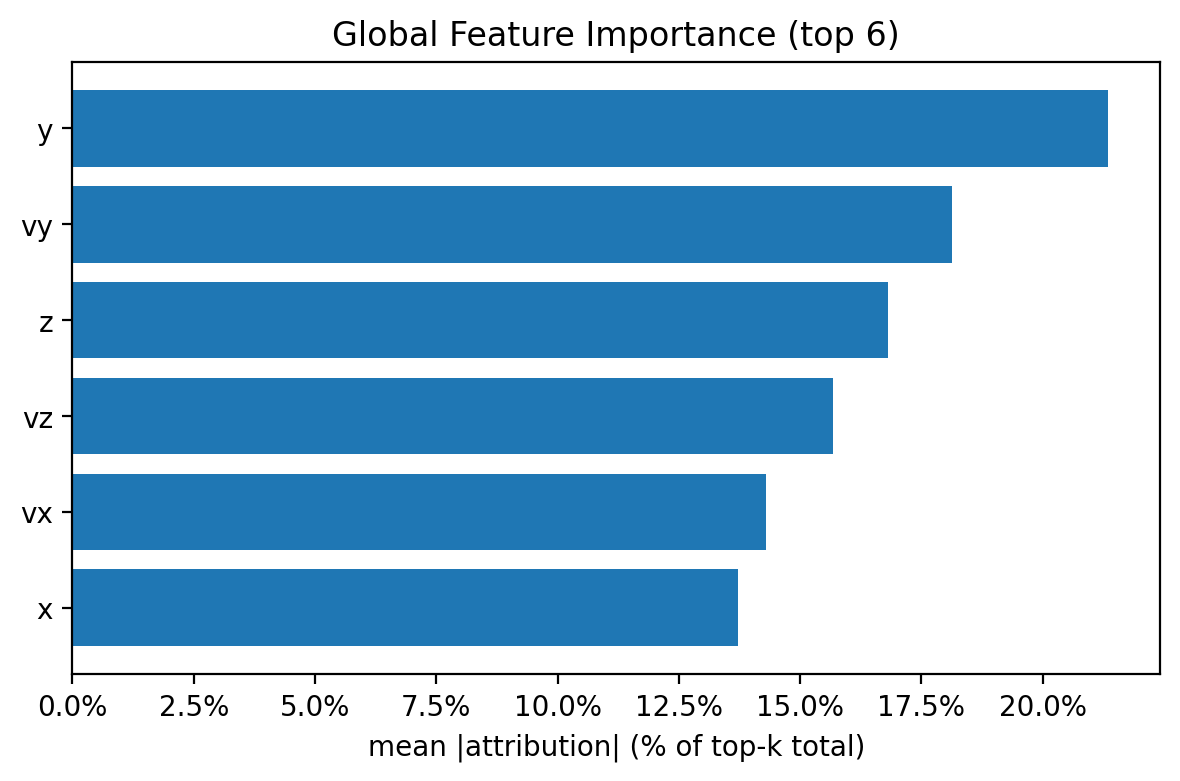 Global Feature Importance (top 6)
y
vy
z
vz
vx
x
0.0% 2.5% 5.0% 7.5% 10.0% 12.5% 15.0% 17.5% 20.0%
mean |attribution| (% of top-k total)